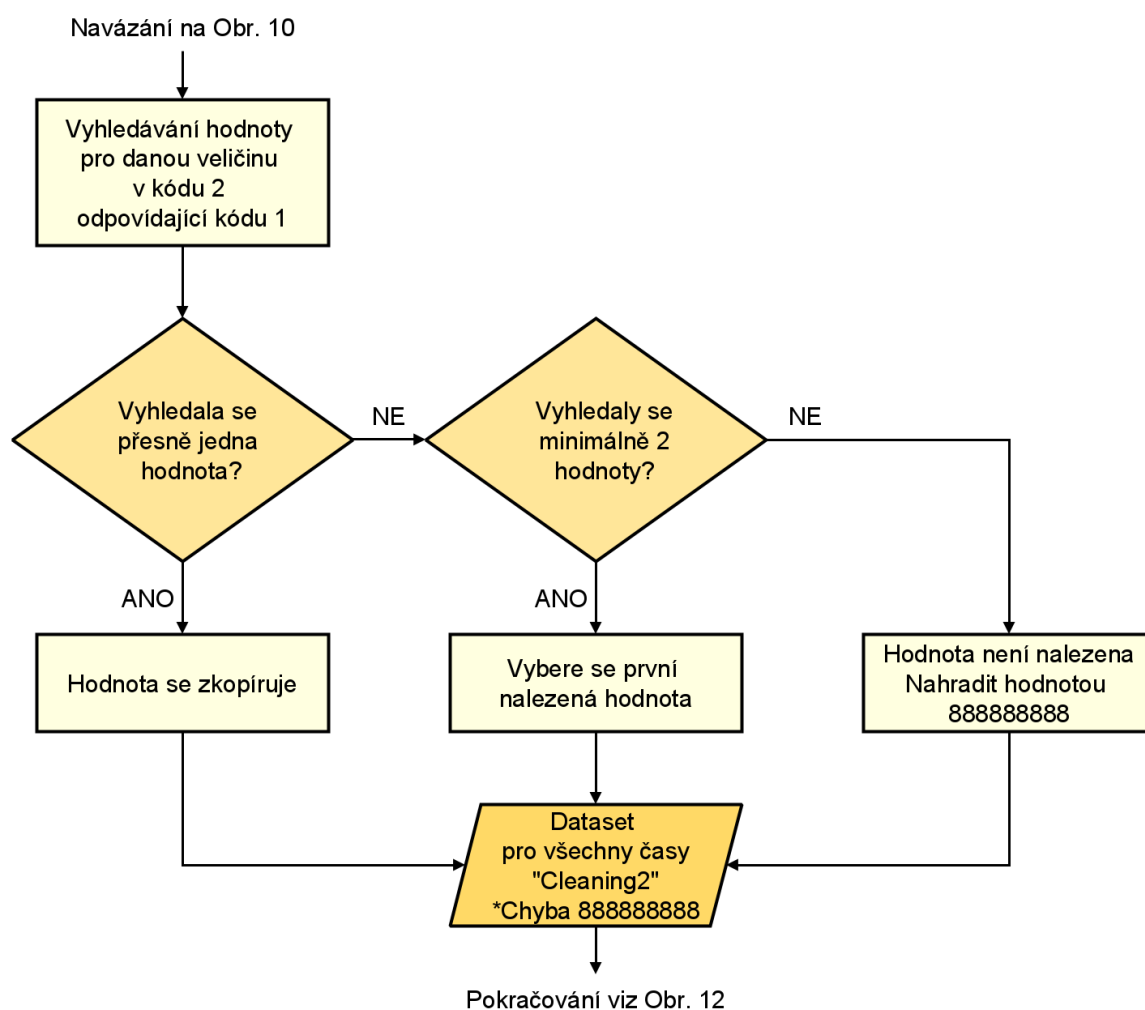 Navázání na Obr. 10
Vyhledávání hodnoty
pro danou veličinu
v kódu 2
odpovídající kódu 1
Vyhledala se
přesně jedna
hodnota?
NE
Vyhledaly se
minimálně 2
hodnoty?
NE
ANO
ANO
Hodnota se zkopíruje
Vybere se první
nalezená hodnota
Hodnota není nalezena
Nahradit hodnotou
888888888
Dataset
pro všechny časy
"Cleaning2"
*Chyba 888888888
Pokračování viz Obr. 12